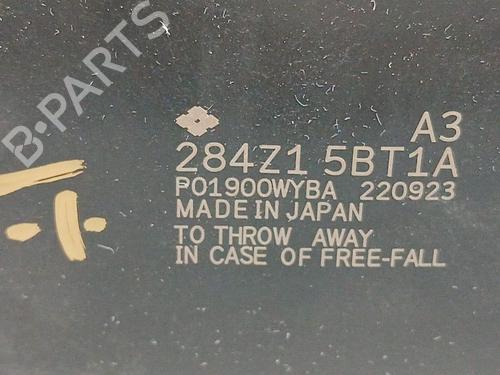 B-PARTS
A3
284Z1 5BT1A
P01900WYBA 220923
MADE IN JAPAN
TO THROW AWAY
IN CASE OF FREE-FALL